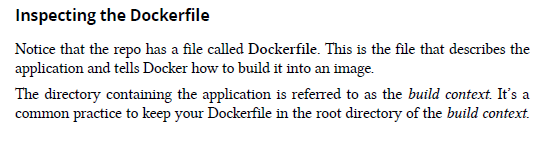 Inspecting the Dockerfile
Notice that the repo has a file called Dockerfile. This is the file that describes the
application and tells Docker how to build it into an image.
The directory containing the application is referred to as the build context. It’s a
common practice to keep your Dockerfile in the root directory of the build context.